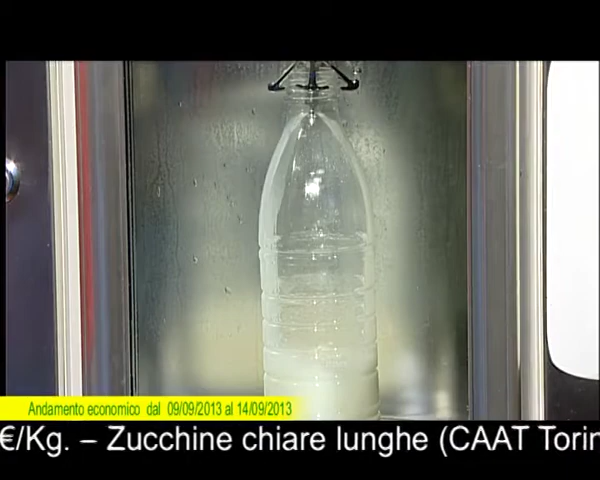 Andamento economico dal 09/09/2013 al 14/09/2013
€/Kg. – Zucchine chiare lunghe (CAAT Torin